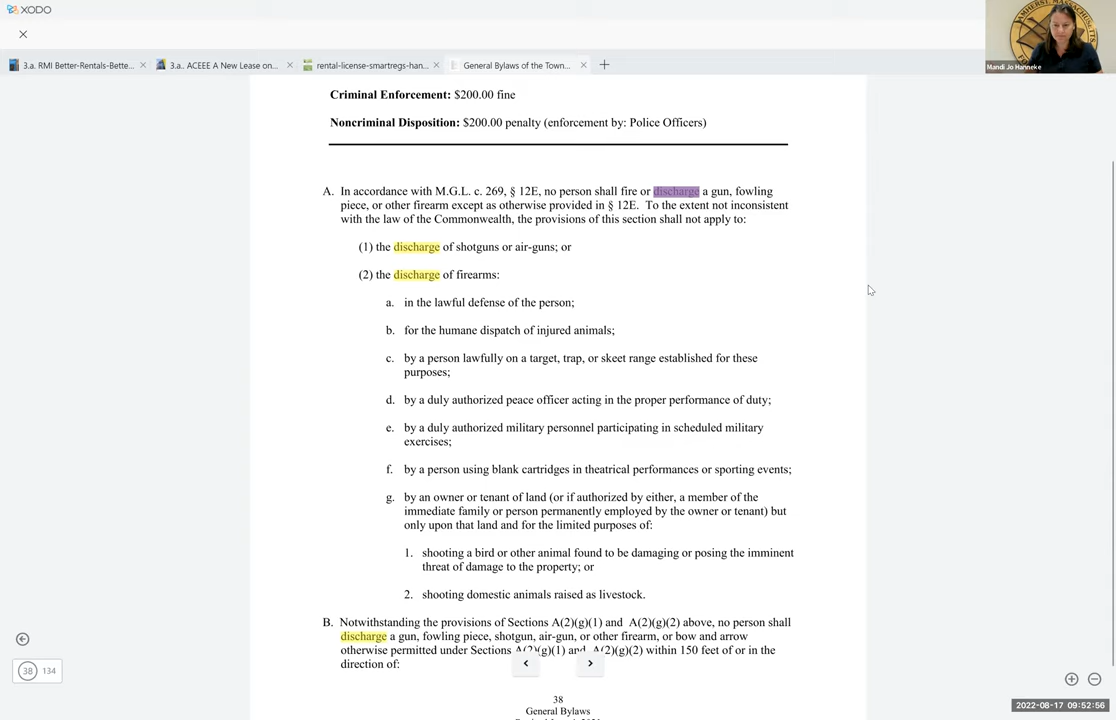 XODO
3.a. RMI Better-Rentals-Bette...
3.a.. ACEEE A New Lease on...
rental-license-smartregs-han...
General Bylaws of the Town...
Mandi Jo Hanneke
Criminal Enforcement: $200.00 fine
Noncriminal Disposition: $200.00 penalty (enforcement by: Police Officers)
A. In accordance with M.G.L. c. 269, § 12E, no person shall fire or discharge a gun, fowling
piece, or other firearm except as otherwise provided in § 12E. To the extent not inconsistent
with the law of the Commonwealth, the provisions of this section shall not apply to:
(1) the discharge of shotguns or air-guns; or
(2) the discharge of firearms:
a. in the lawful defense of the person;
b. for the humane dispatch of injured animals;
c. by a person lawfully on a target, trap, or skeet range established for these
purposes;
d. by a duly authorized peace officer acting in the proper performance of duty;
e. by a duly authorized military personnel participating in scheduled military
exercises;
f. by a person using blank cartridges in theatrical performances or sporting events;
g. by an owner or tenant of land (or if authorized by either, a member of the
immediate family or person permanently employed by the owner or tenant) but
only upon that land and for the limited purposes of:
1. shooting a bird or other animal found to be damaging or posing the imminent
threat of damage to the property; or
2. shooting domestic animals raised as livestock.
B. Notwithstanding the provisions of Sections A(2)(g)(1) and A(2)(g)(2) above, no person shall
discharge a gun, fowling piece, shotgun, air-gun, or other firearm, or bow and arrow
otherwise permitted under Sections A(2)(g)(1) and A(2)(g)(2) within 150 feet of or in the
direction of:
38 134
38
General Bylaws
2022-08-17 09:52:56